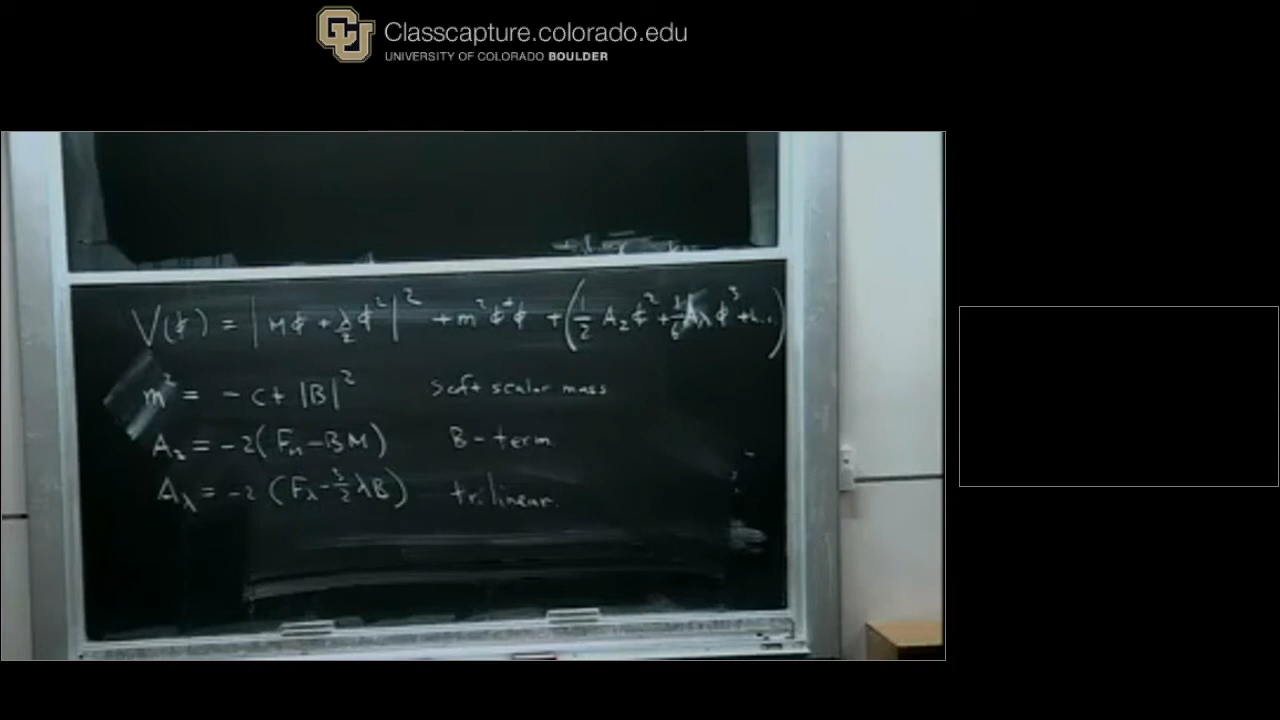 Classcapture.colorado.edu
UNIVERSITY OF COLORADO BOULDER
V(ϕ) = |Mϕ + λ/2 ϕ²|² + m²ϕ*ϕ + (1/2 A₂ϕ² + 1/6 A_λ ϕ³ + h.c.)
m² = -C + |B|² soft scalar mass
A₂ = -2(F_M - BM) B-term
A_λ = -2(F_λ - 3/2 λB) trilinear.